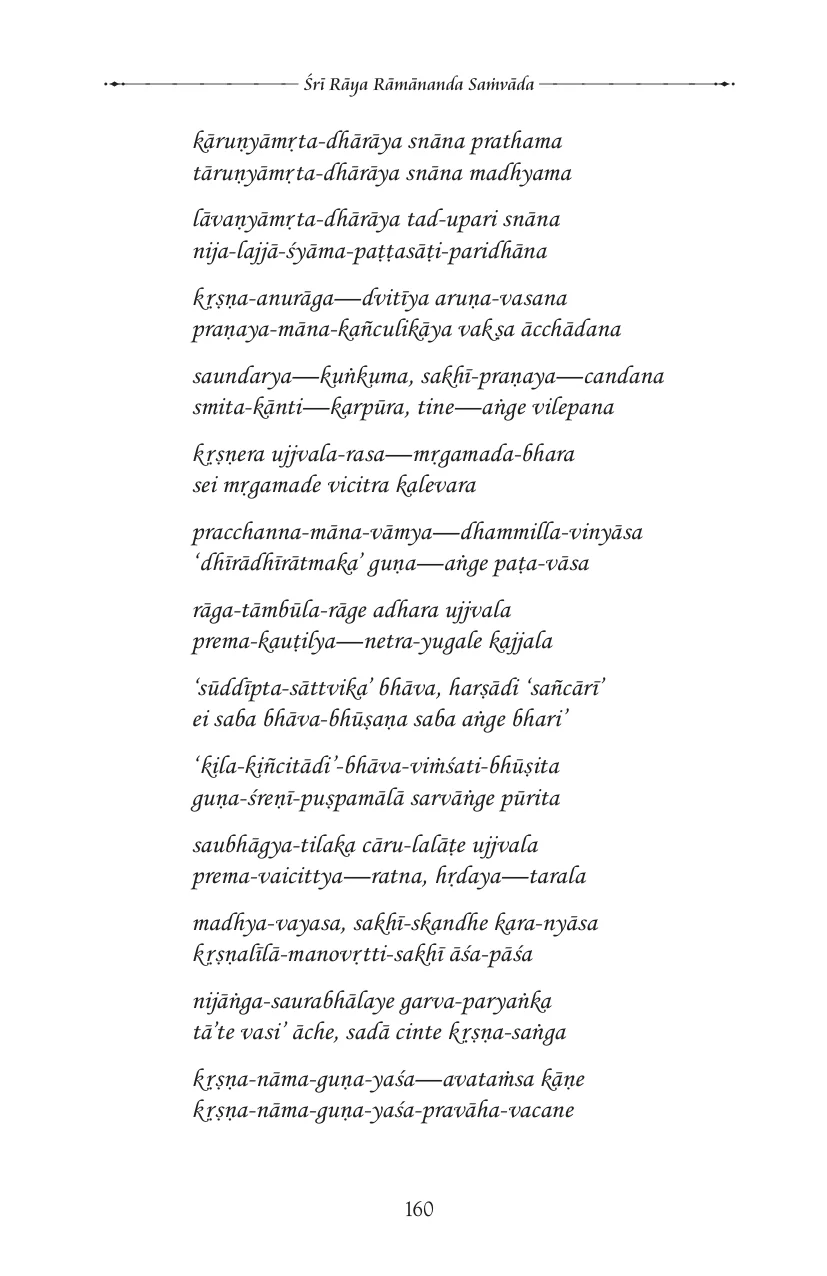 Śrī Rāya Rāmānanda Saṁvāda
kāruṇyāmṛta-dhārāya snāna prathama
tāruṇyāmṛta-dhārāya snāna madhyama
lāvaṇyāmṛta-dhārāya tad-upari snāna
nija-lajjā-śyāma-paṭṭasāṭi-paridhāna
kṛṣṇa-anurāga—dvitīya aruṇa-vasana
praṇaya-māna-kañculikāya vakṣa ācchādana
saundarya—kuṅkuma, sakhī-praṇaya—candana
smita-kānti—karpūra, tine—aṅge vilepana
kṛṣṇera ujjvala-rasa—mṛgamada-bhara
sei mṛgamade vicitra kalevara
pracchanna-māna-vāmya—dhammilla-vinyāsa
‘dhīrādhīrātmaka’ guṇa—aṅge paṭa-vāsa
rāga-tāmbūla-rāge adhara ujjvala
prema-kauṭilya—netra-yugale kajjala
‘sūddīpta-sāttvika’ bhāva, harṣādi ‘sañcārī’
ei saba bhāva-bhūṣaṇa saba aṅge bhari’
‘kila-kiñcitādi’-bhāva-viṁśati-bhūṣita
guṇa-śreṇī-puṣpamālā sarvāṅge pūrita
saubhāgya-tilaka cāru-lalāṭe ujjvala
prema-vaicittya—ratna, hṛdaya—tarala
madhya-vayasa, sakhī-skandhe kara-nyāsa
kṛṣṇalīlā-manovṛtti-sakhī āśa-pāśa
nijāṅga-saurabhālaye garva-paryaṅka
tā’te vasi’ āche, sadā cinte kṛṣṇa-saṅga
kṛṣṇa-nāma-guṇa-yaśa—avataṁsa kāṇe
kṛṣṇa-nāma-guṇa-yaśa-pravāha-vacane
160